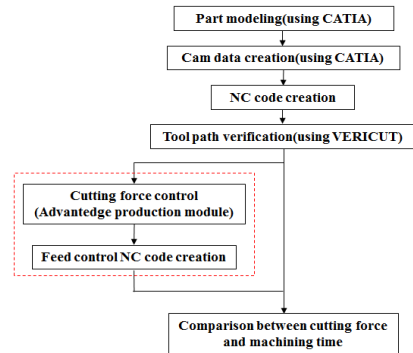 Part modeling(using CATIA)
Cam data creation(using CATIA)
NC code creation
Tool path verification(using VERICUT)
Cutting force control
(Advantedge production module)
Feed control NC code creation
Comparison between cutting force
and machining time